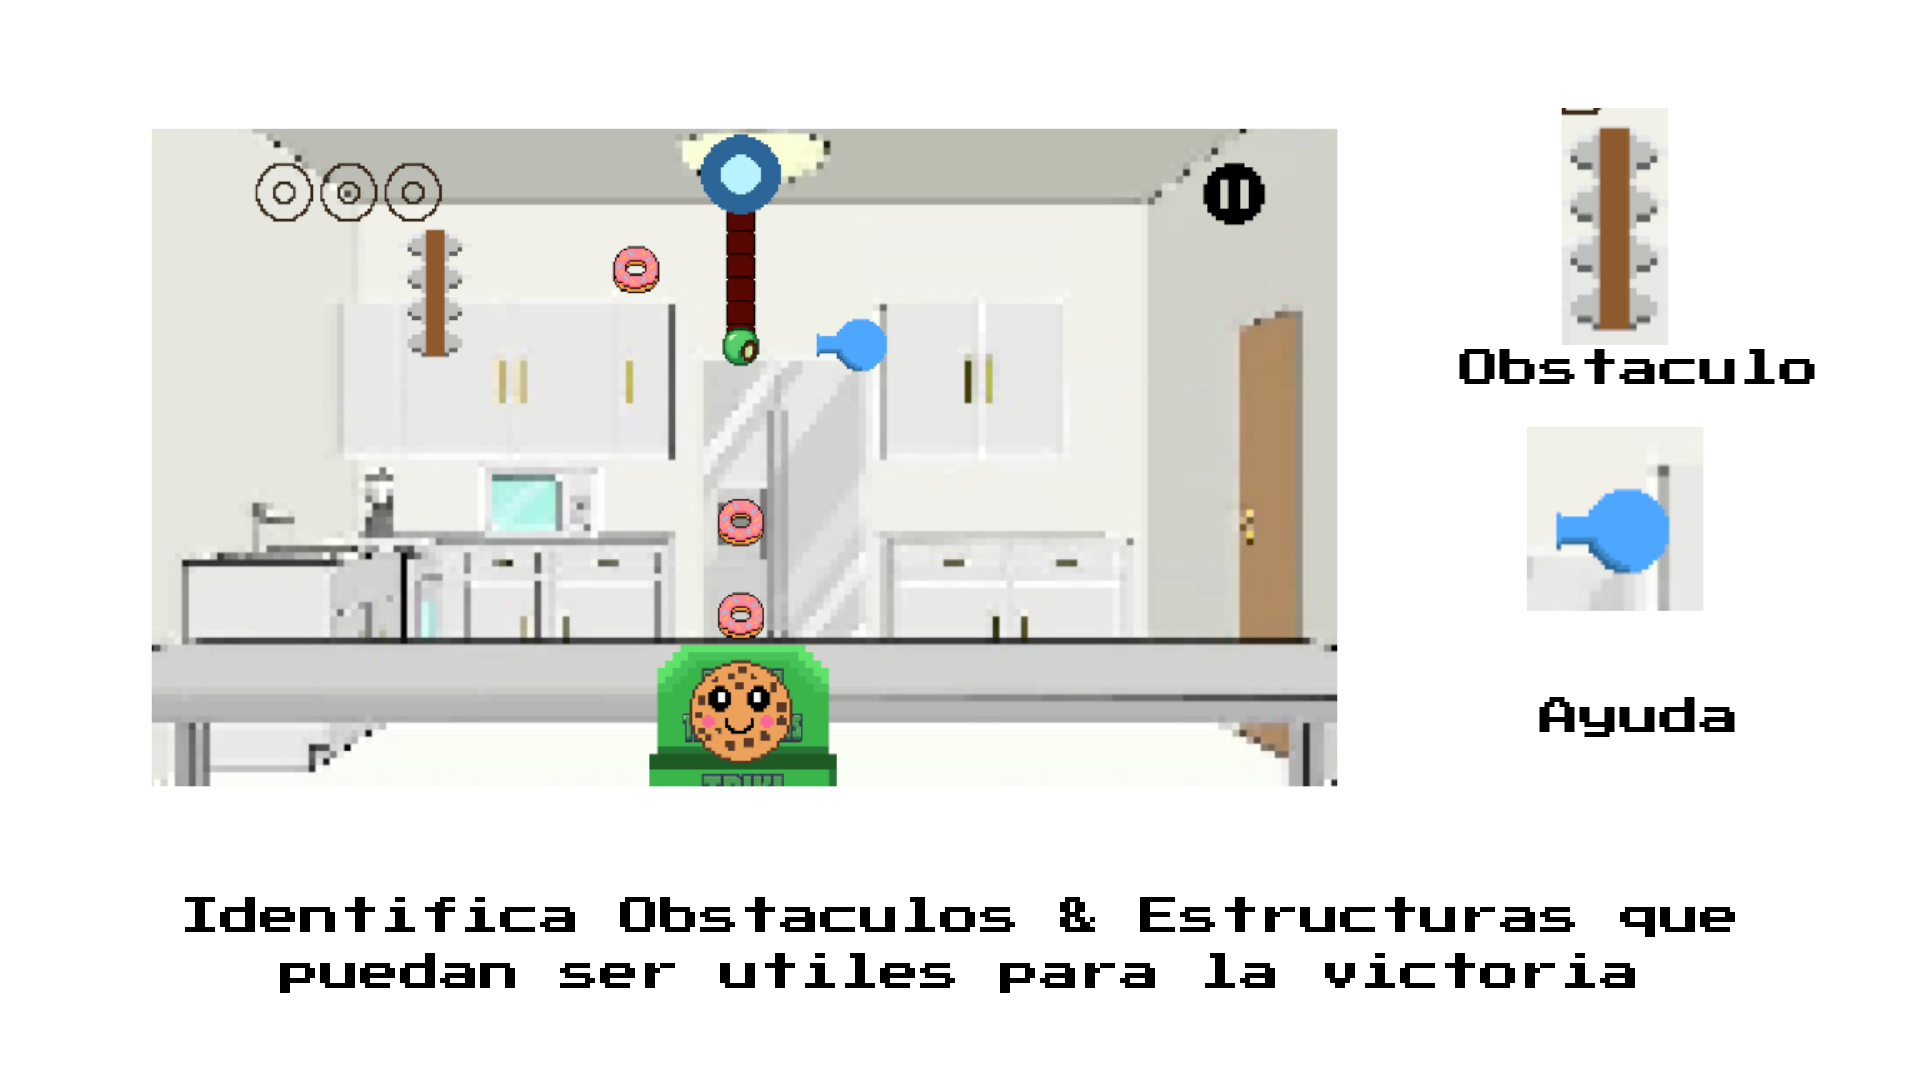 Obstaculo
Ayuda
Identifica Obstaculos & Estructuras que
puedan ser utiles para la victoria